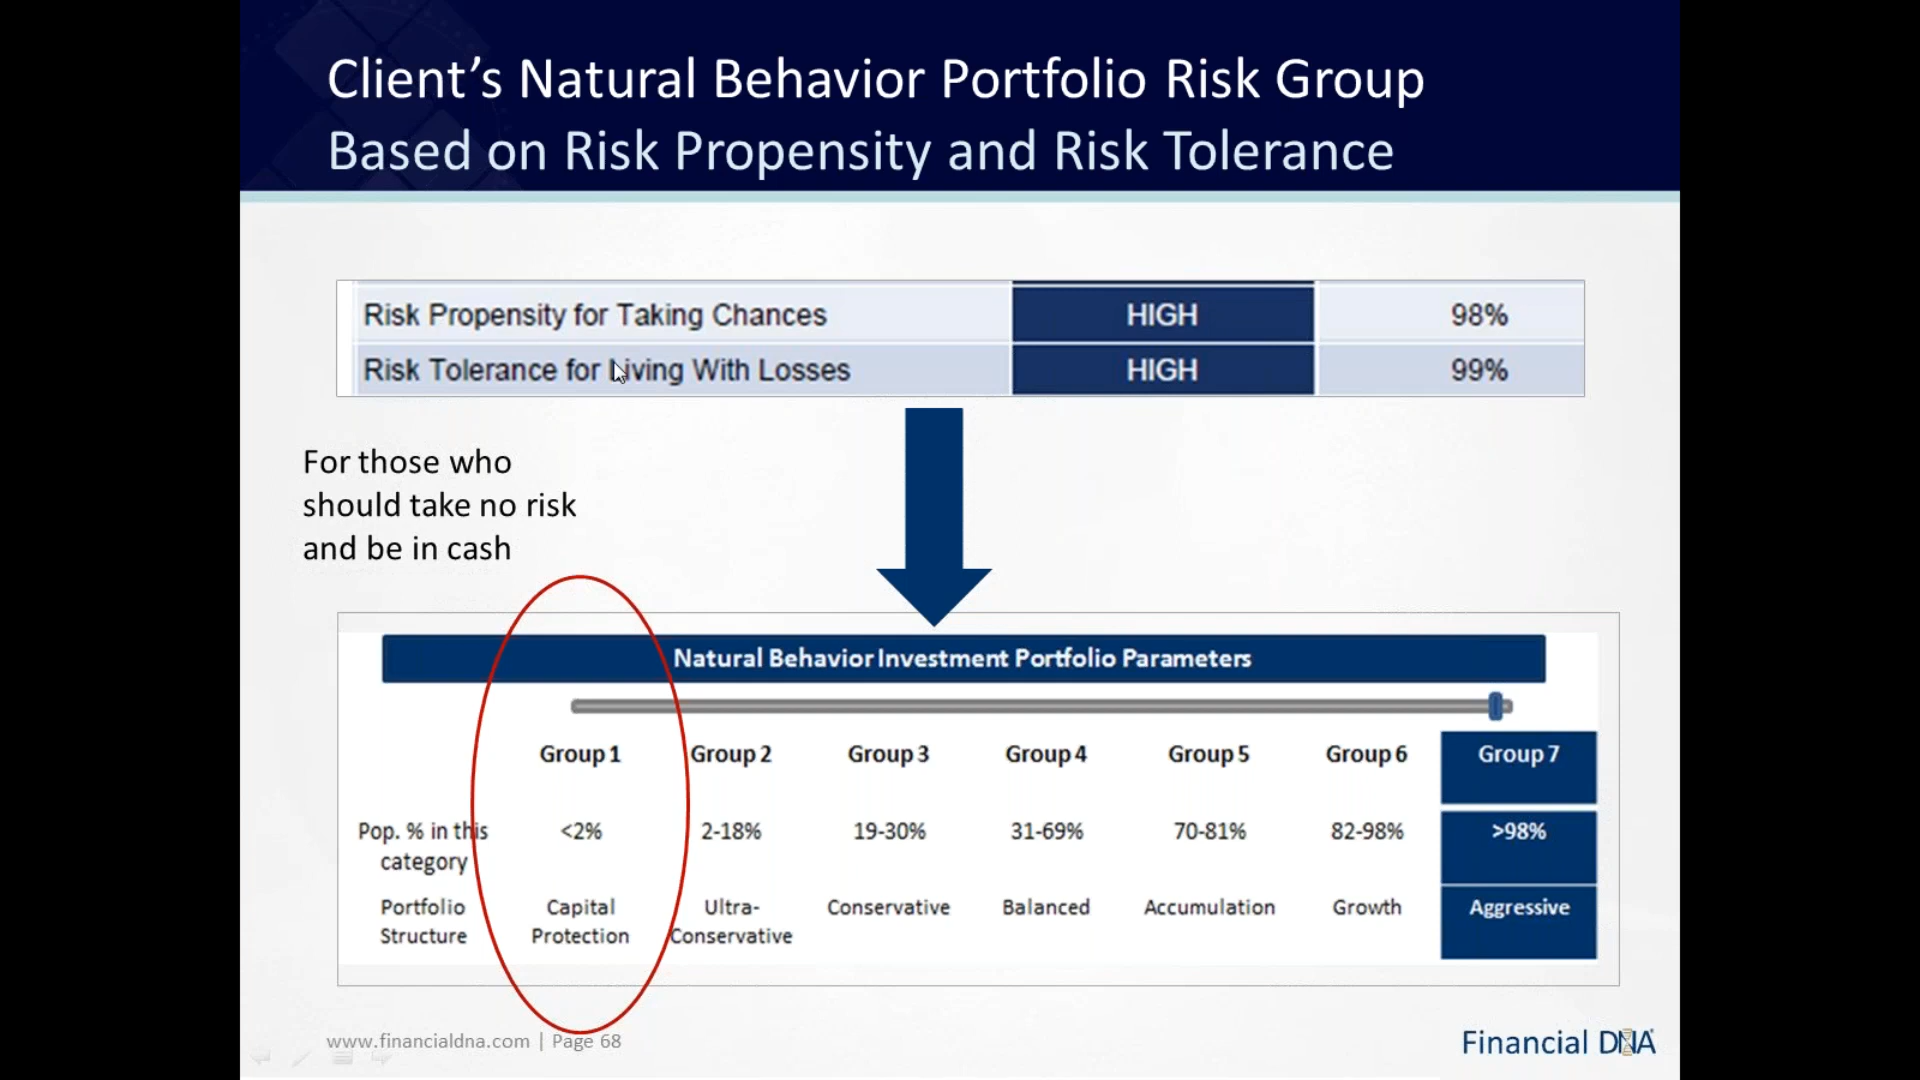 Client’s Natural Behavior Portfolio Risk Group
Based on Risk Propensity and Risk Tolerance
Risk Propensity for Taking Chances HIGH 98%
Risk Tolerance for Living With Losses HIGH 99%
For those who
should take no risk
and be in cash
Natural Behavior Investment Portfolio Parameters
Group 1 Group 2 Group 3 Group 4 Group 5 Group 6 Group 7
Pop. % in this <2% 2-18% 19-30% 31-69% 70-81% 82-98% >98%
category
Portfolio Capital Ultra- Conservative Balanced Accumulation Growth Aggressive
Structure Protection Conservative
www.financialdna.com | Page 68
Financial DNA